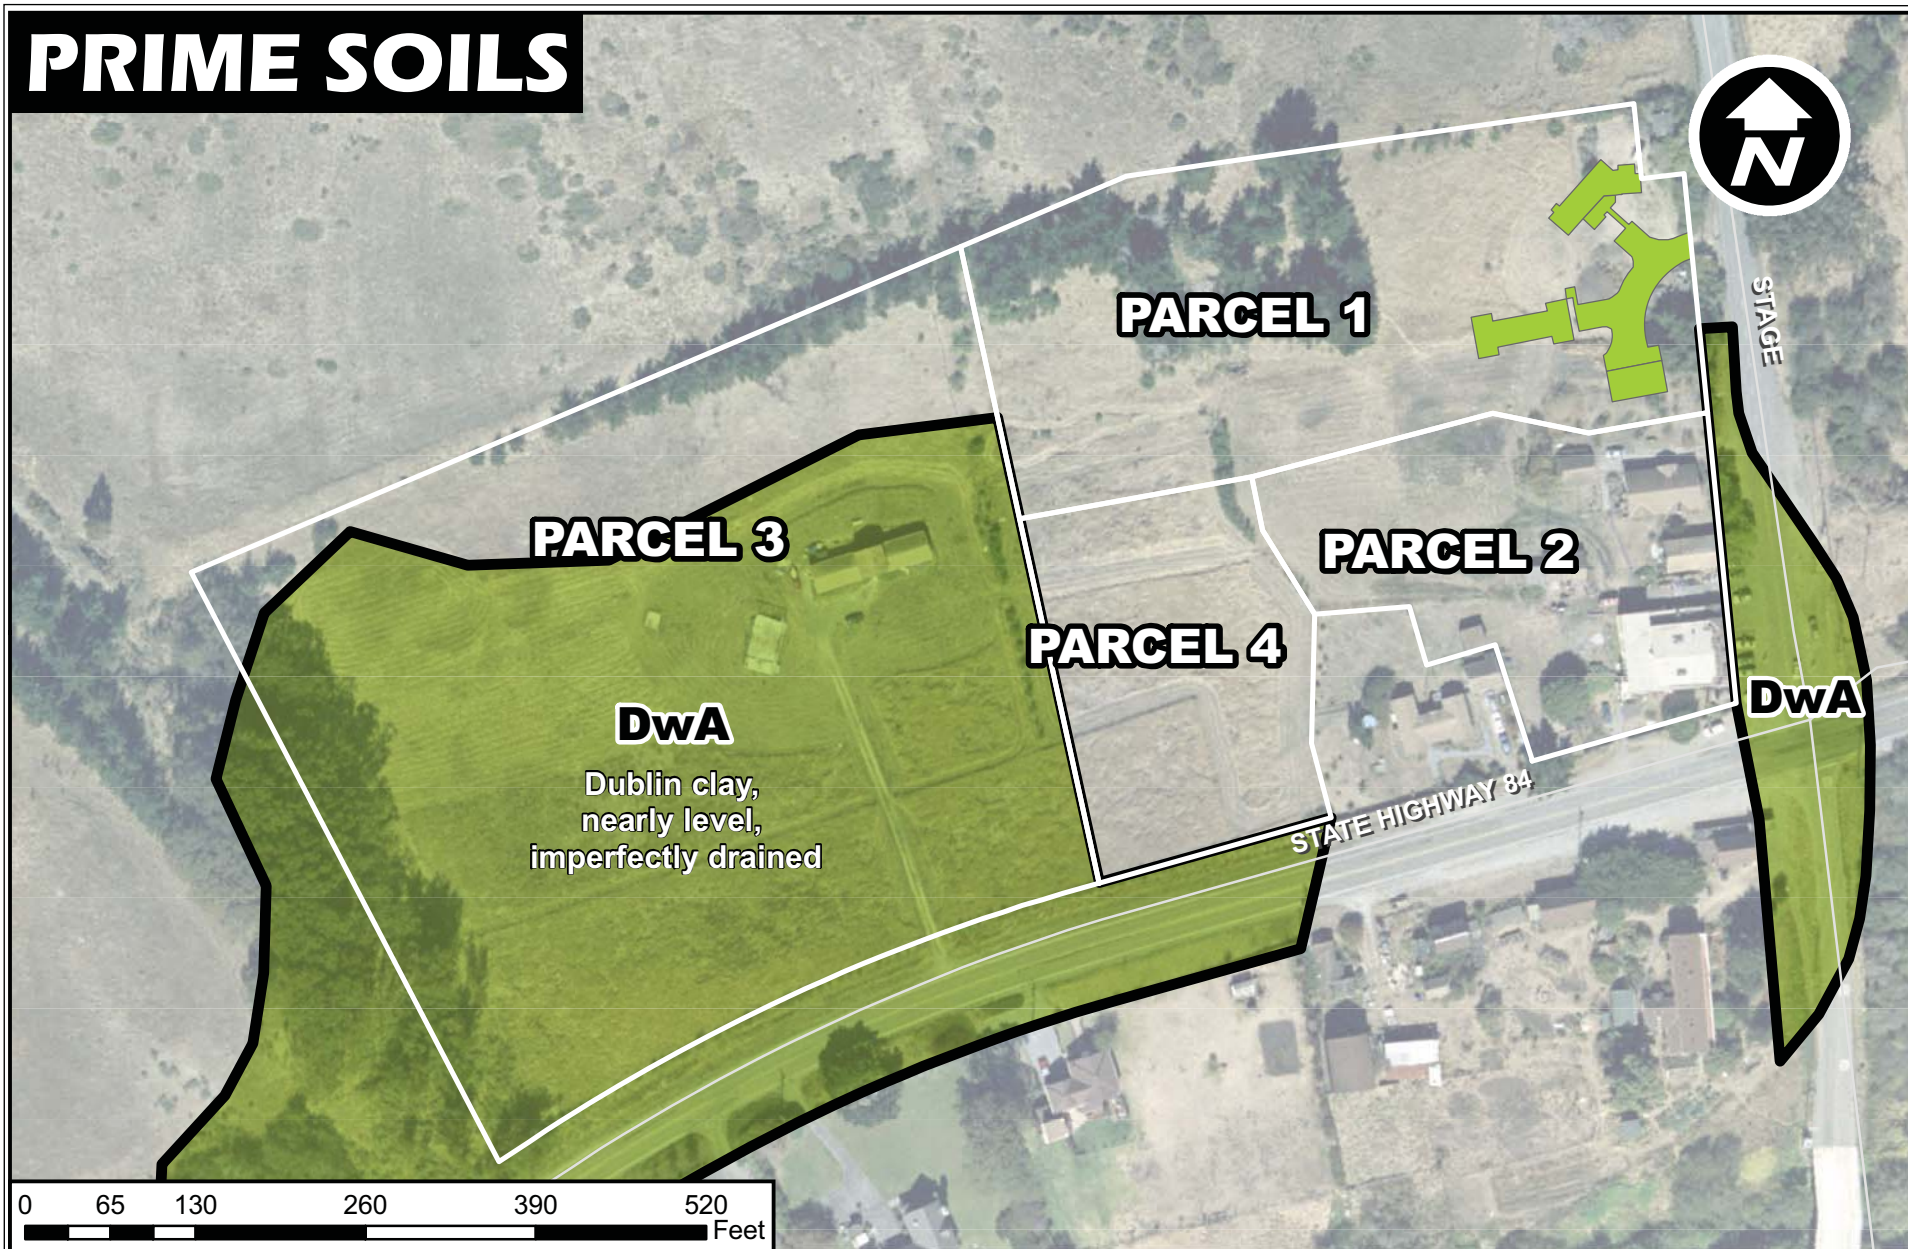 PRIME SOILS
N
STAGE
PARCEL 1
PARCEL 3
PARCEL 2
PARCEL 4
DwA
DwA
Dublin clay,
nearly level,
imperfectly drained
STATE HIGHWAY 84
0 65 130 260 390 520
Feet